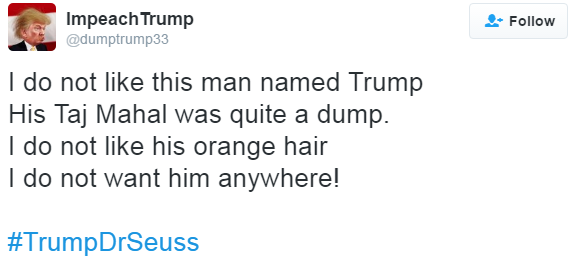 ImpeachTrump
@dumptrump33
Follow
I do not like this man named Trump
His Taj Mahal was quite a dump.
I do not like his orange hair
I do not want him anywhere!
#TrumpDrSeuss